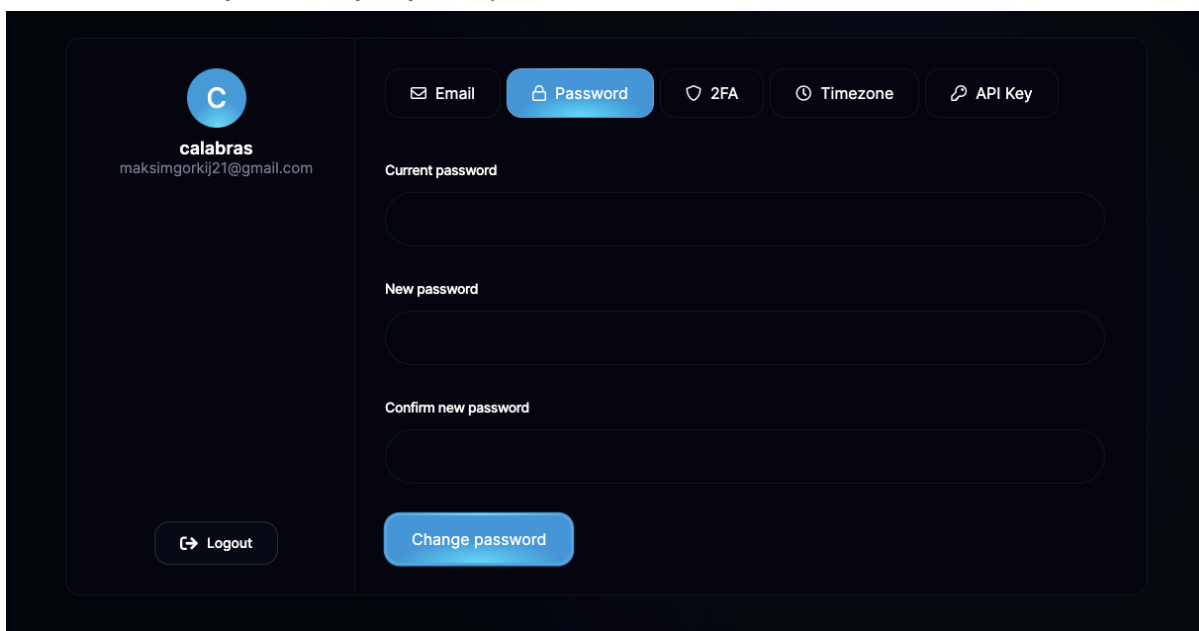 C
calabras
maksimgorkij21@gmail.com
Logout
Email Password 2FA Timezone API Key
Current password
New password
Confirm new password
Change password